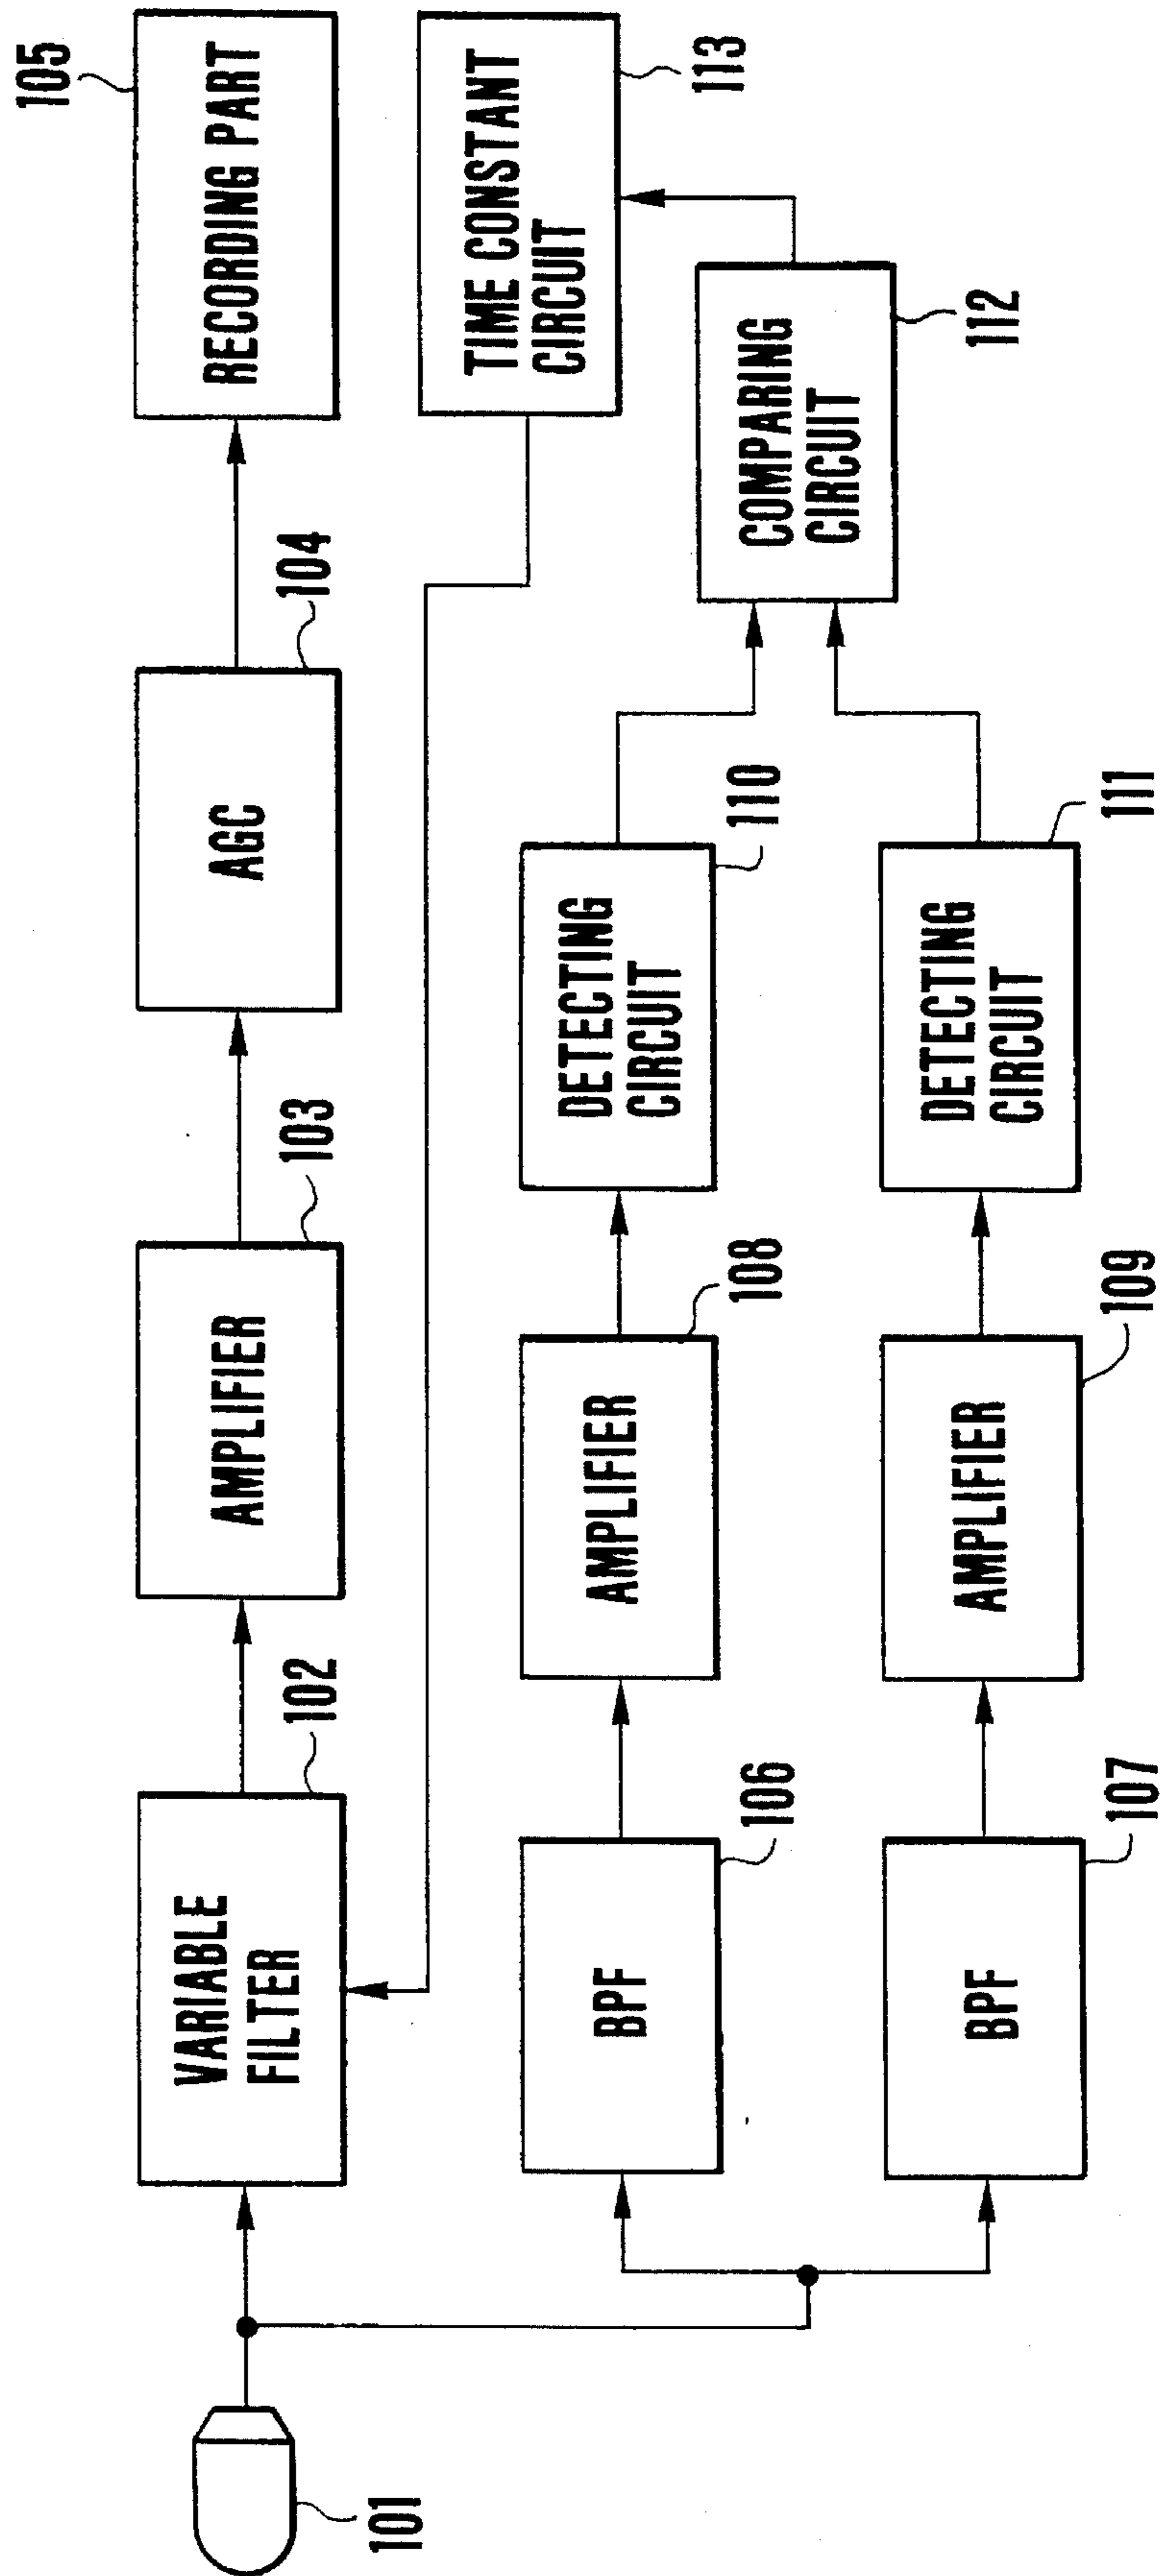 101
VARIABLE
FILTER
102
AMPLIFIER
103
AGC
104
RECORDING PART
105
BPF
106
AMPLIFIER
108
DETECTING
CIRCUIT
110
BPF
107
AMPLIFIER
109
DETECTING
CIRCUIT
111
COMPARING
CIRCUIT
112
TIME CONSTANT
CIRCUIT
113